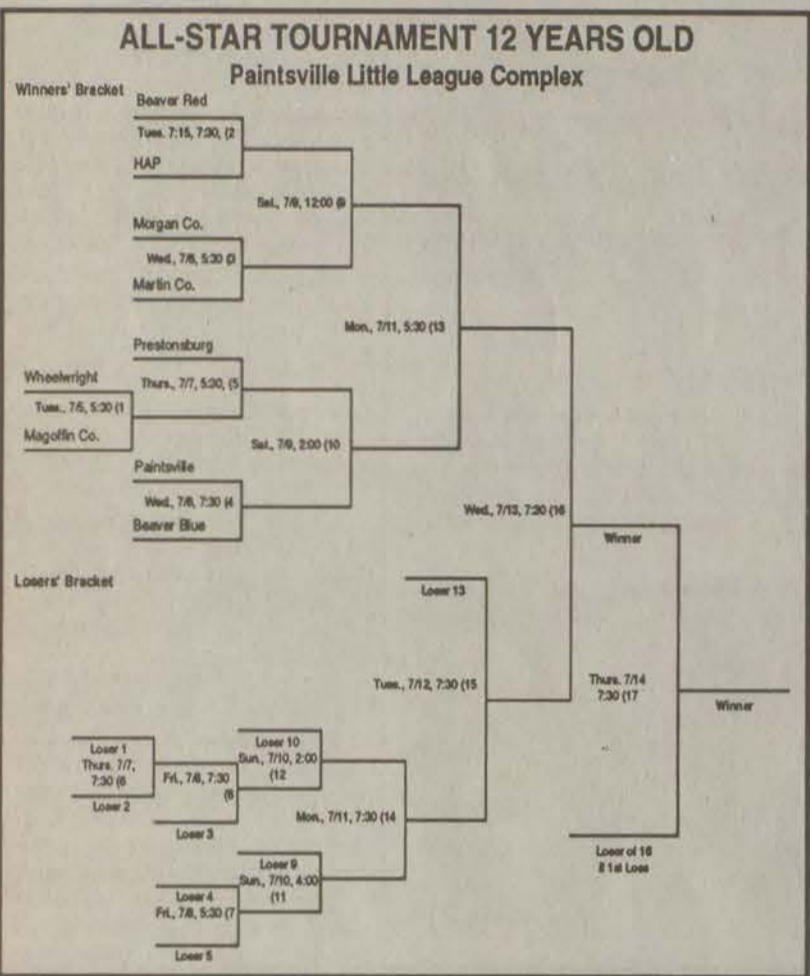 ALL-STAR TOURNAMENT 12 YEARS OLD
Paintsville Little League Complex
Winners' Bracket
Beaver Red
Tues. 7:15, 7:30, (2
HAP
Sat., 7/9, 12:00 (9
Morgan Co.
Wed., 7/6, 5:30 (3
Martin Co.
Mon., 7/11, 5:30 (13
Prestonsburg
Wheelwright
Thurs., 7/7, 5:30, (5
Tues., 7/5, 5:30 (1
Magoffin Co.
Sat., 7/9, 2:00 (10
Paintsville
Wed., 7/6, 7:30 (4
Beaver Blue
Wed., 7/13, 7:30 (16
Winner
Losers' Bracket
Loser 13
Tues., 7/12, 7:30 (15
Thurs. 7/14
7:30 (17
Winner
Loser 1
Thurs. 7/7,
7:30 (6
Loser 2
Fri., 7/8, 7:30
(8
Loser 3
Loser 10
Sun., 7/10, 2:00
(12
Mon., 7/11, 7:30 (14
Loser 9
Sun., 7/10, 4:00
(11
Loser 4
Fri., 7/8, 5:30 (7
Loser 5
Loser of 16
if 1st Loss